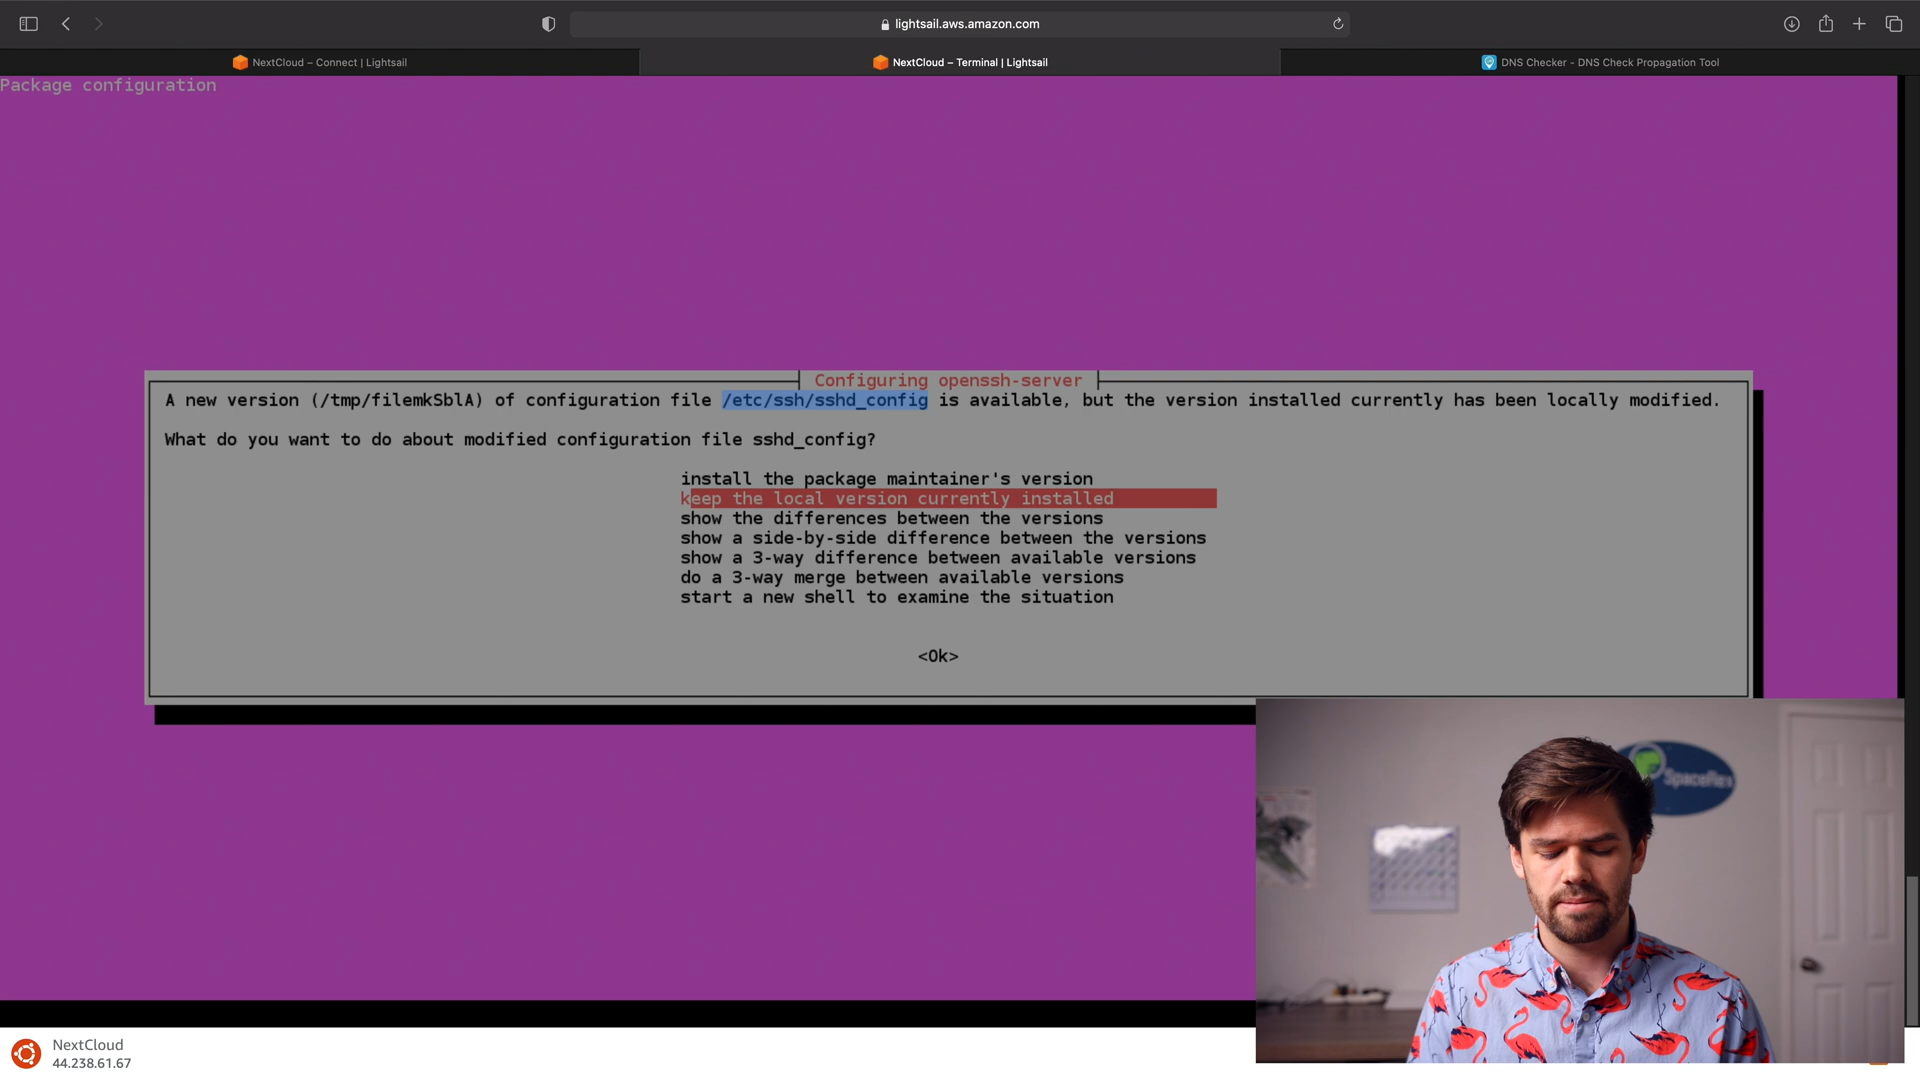 lightsail.aws.amazon.com
NextCloud – Connect | Lightsail
NextCloud – Terminal | Lightsail
DNS Checker - DNS Check Propagation Tool
Package configuration
Configuring openssh-server
A new version (/tmp/filemkSblA) of configuration file /etc/ssh/sshd_config is available, but the version installed currently has been locally modified.
What do you want to do about modified configuration file sshd_config?
install the package maintainer's version
keep the local version currently installed
show the differences between the versions
show a side-by-side difference between the versions
show a 3-way difference between available versions
do a 3-way merge between available versions
start a new shell to examine the situation
<Ok>
SpaceRex
NextCloud
44.238.61.67